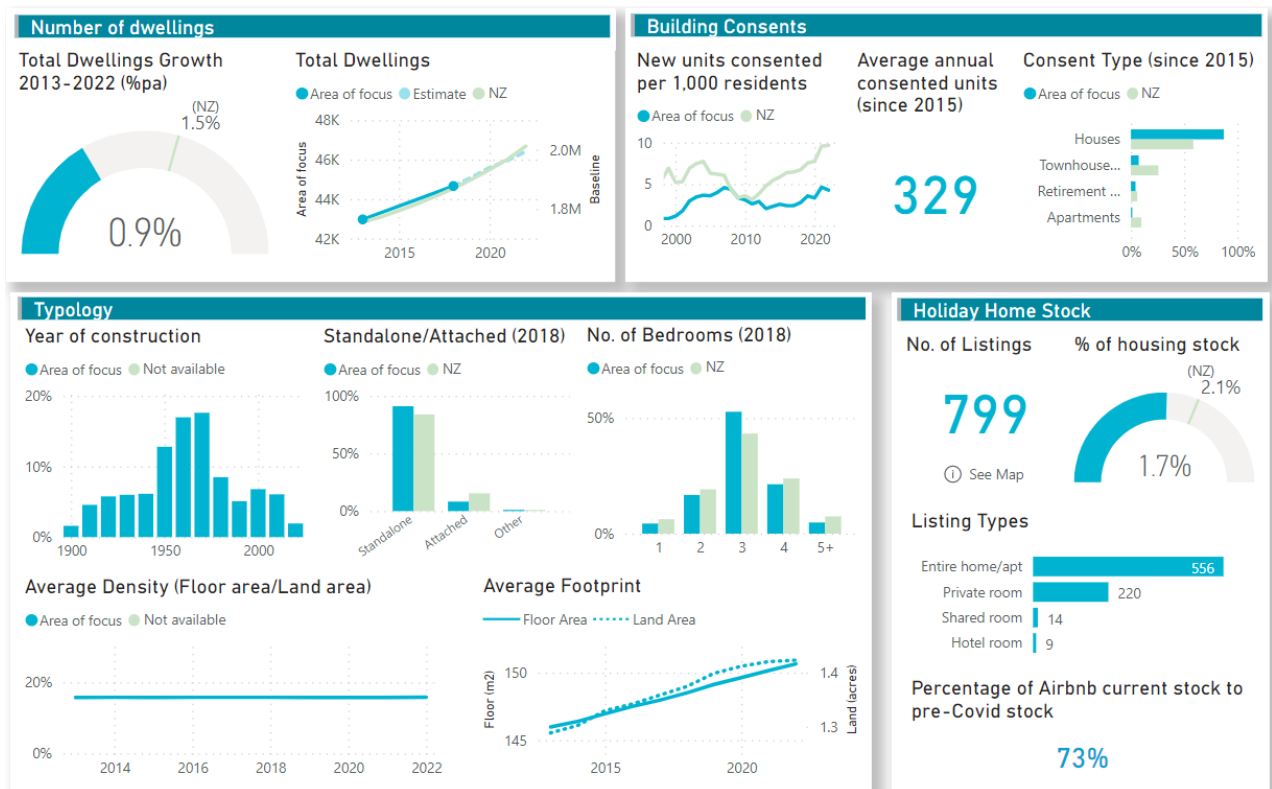 Number of dwellings
Total Dwellings Growth
2013-2022 (%pa)
(NZ)
1.5%
0.9%
Total Dwellings
Area of focus Estimate NZ
48K
46K
44K
42K
Area of focus
2.0M
1.8M
Baseline
2015 2020
Building Consents
New units consented
per 1,000 residents
Area of focus NZ
10
5
0
2000 2010 2020
Average annual
consented units
(since 2015)
329
Consent Type (since 2015)
Area of focus NZ
Houses
Townhouse...
Retirement ...
Apartments
0% 50% 100%
Typology
Year of construction
Area of focus Not available
20%
10%
0%
1900 1950 2000
Standalone/Attached (2018)
Area of focus NZ
100%
50%
0%
Standalone
Attached
Other
No. of Bedrooms (2018)
Area of focus NZ
50%
0%
1 2 3 4 5+
Average Density (Floor area/Land area)
Area of focus Not available
20%
0%
2014 2016 2018 2020 2022
Average Footprint
Floor Area Land Area
Floor (m2)
150
145
1.4
1.3
Land (acres)
2015 2020
Holiday Home Stock
No. of Listings
799
See Map
% of housing stock
(NZ)
2.1%
1.7%
Listing Types
Entire home/apt 556
Private room 220
Shared room 14
Hotel room 9
Percentage of Airbnb current stock to
pre-Covid stock
73%